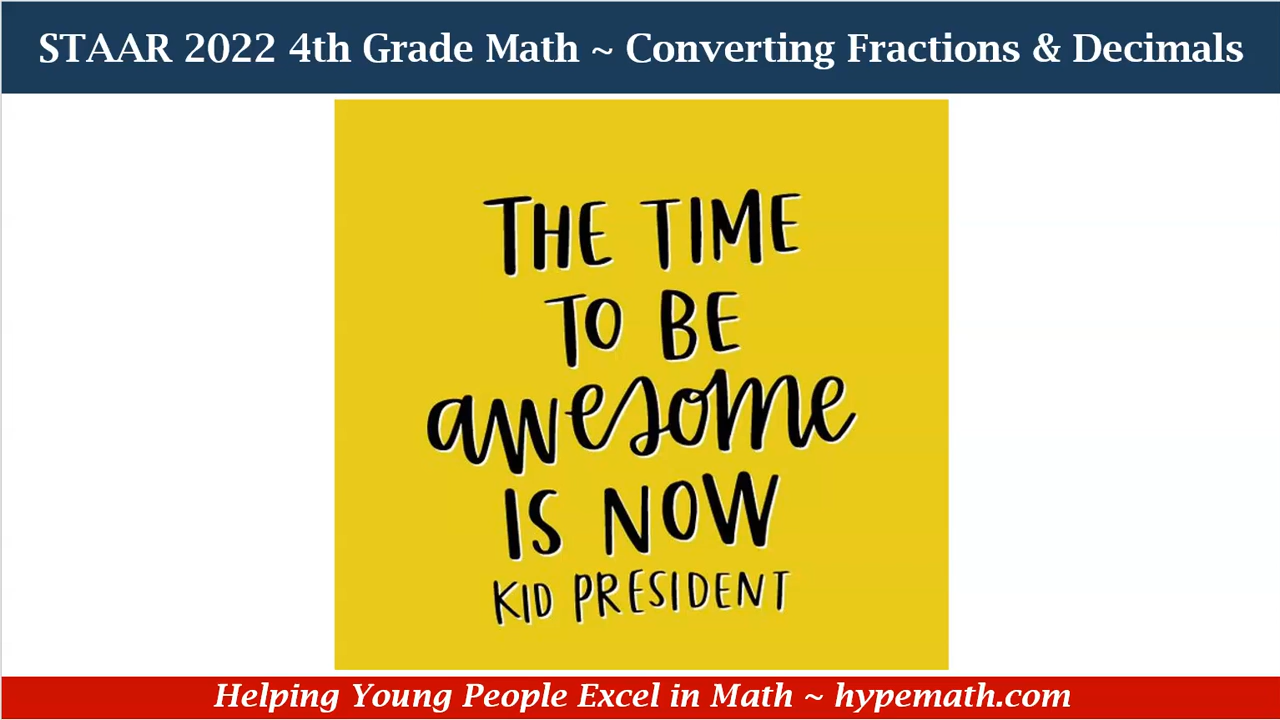 STAAR 2022 4th Grade Math ~ Converting Fractions & Decimals
THE TIME
TO BE
awesome
IS NOW
KID PRESIDENT
Helping Young People Excel in Math ~ hypemath.com